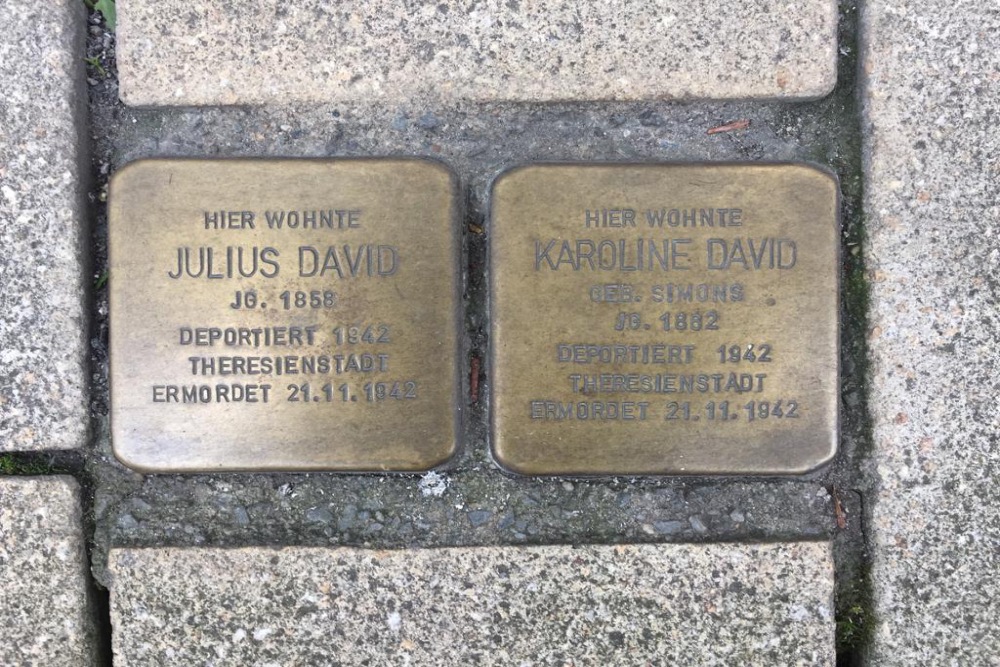 HIER WOHNTE
JULIUS DAVID
JG. 1858
DEPORTIERT 1942
THERESIENSTADT
ERMORDET 21.11.1942
HIER WOHNTE
KAROLINE DAVID
GEB. SIMONS
JG. 1882
DEPORTIERT 1942
THERESIENSTADT
ERMORDET 21.11.1942